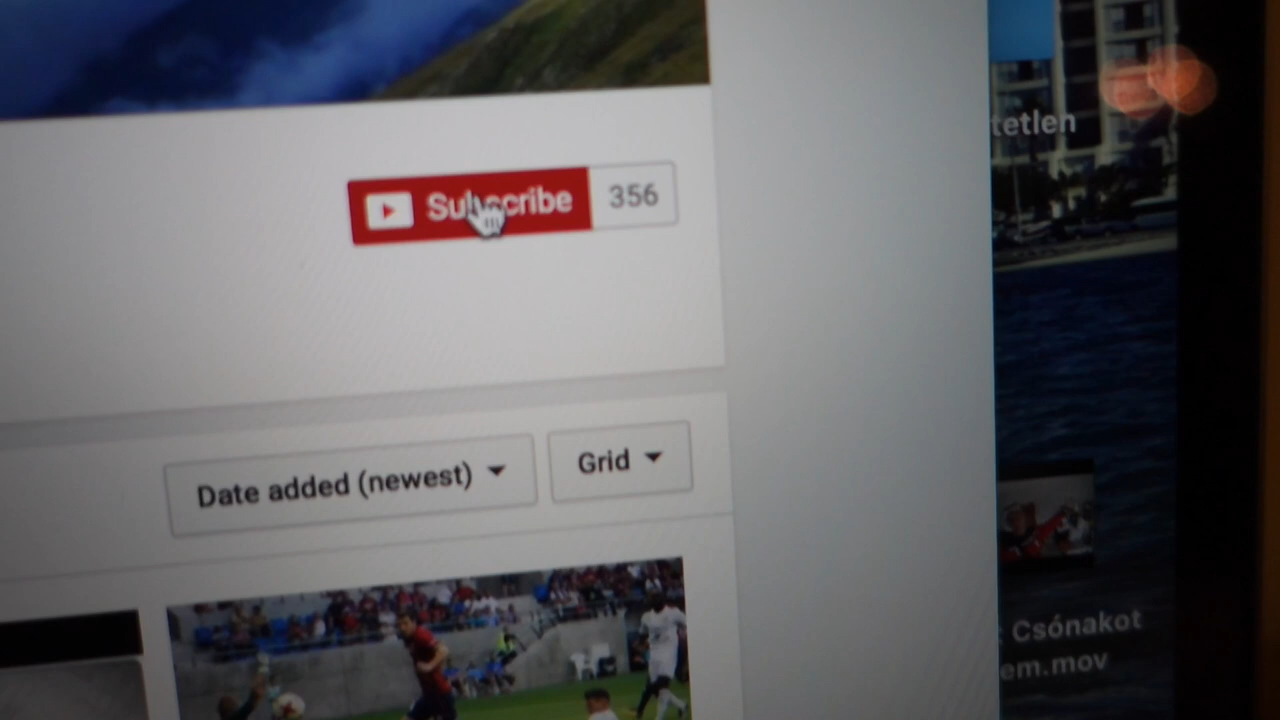 tetlen
Subscribe 356
Date added (newest) Grid
Csónakot
em.mov